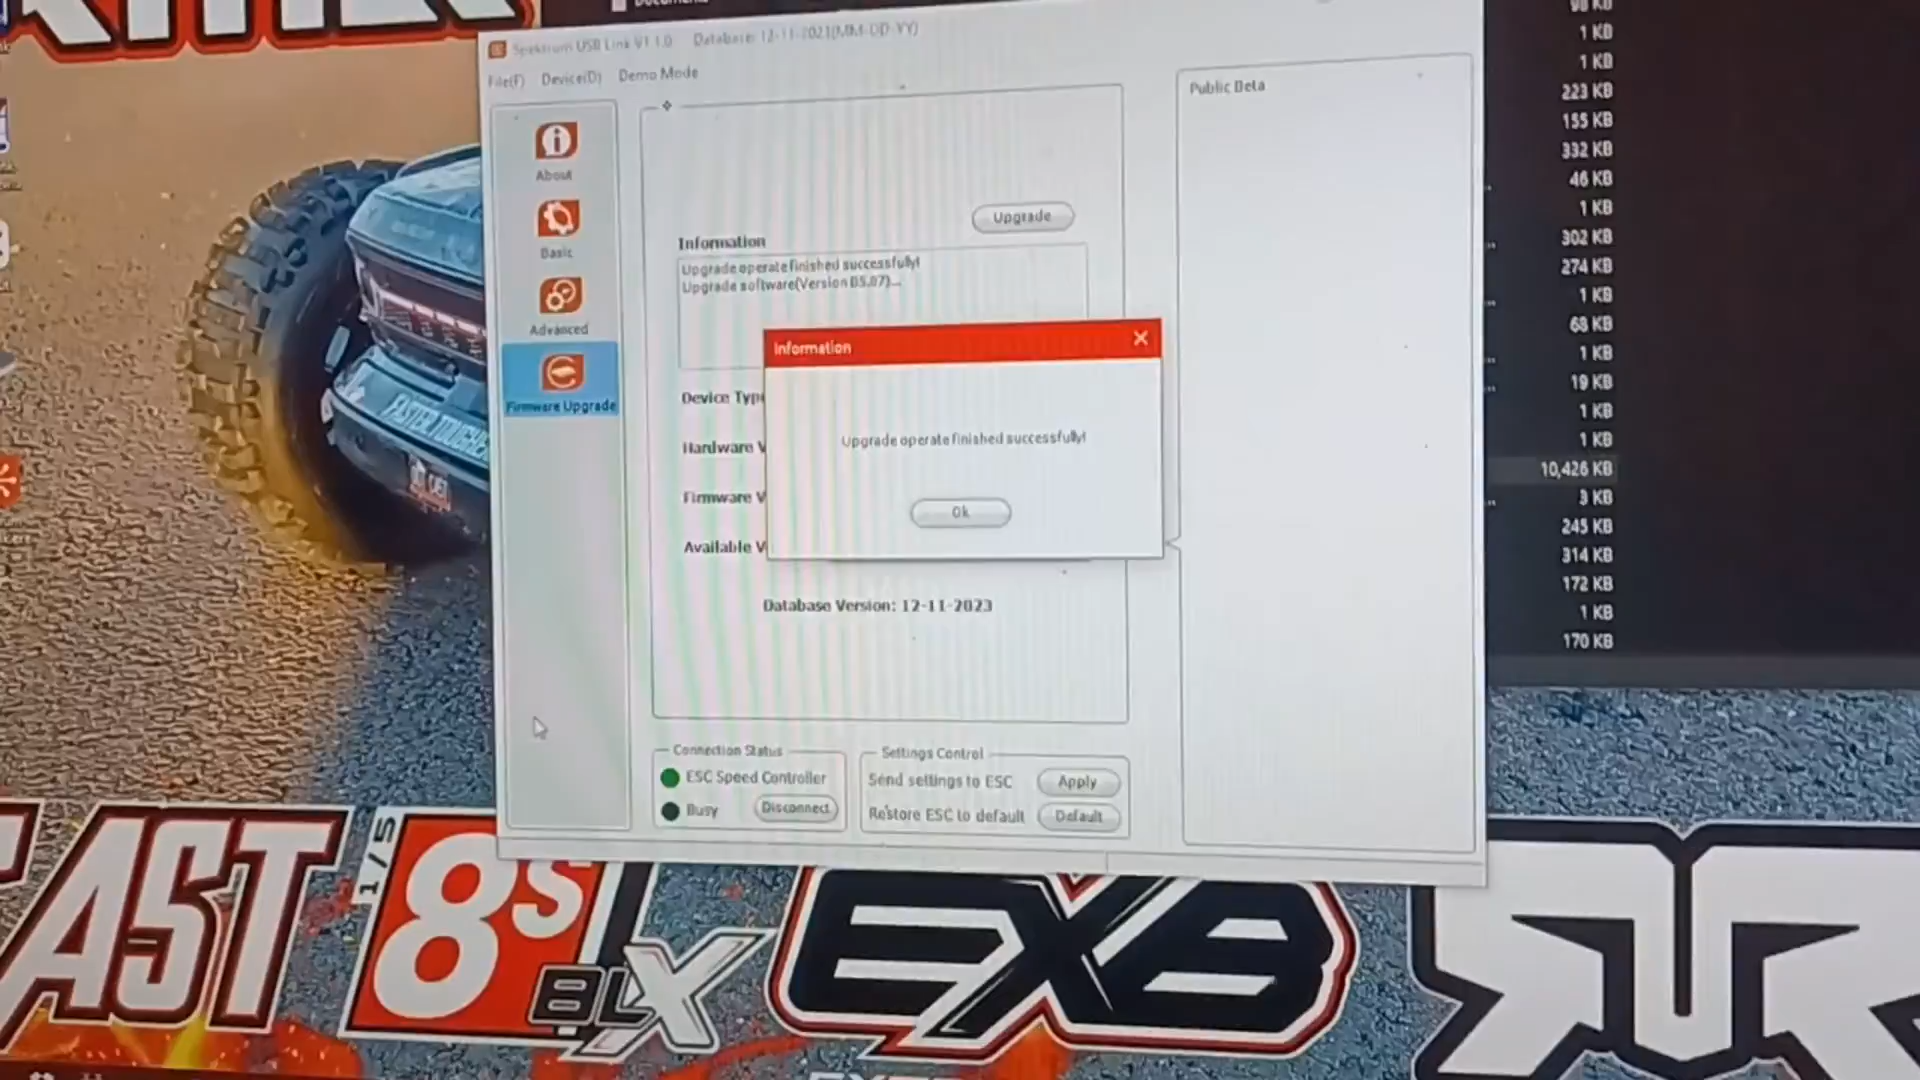 Spektrum USB Link V1.1.0 Database: 12-11-2023(MM-DD-YY)
File(F) Device(D) Demo Mode
Public Beta
About
Basic
Advanced
Firmware Upgrade
Upgrade
Information
Upgrade operate finished successfully!
Upgrade software(Version B5.07)...
Information
Upgrade operate finished successfully!
Ok
Device Type
Hardware V
Firmware V
Available V
Database Version: 12-11-2023
Connection Status
ESC Speed Controller
Busy
Disconnect
Settings Control
Send settings to ESC
Apply
Restore ESC to default
Default
1 KB
1 KB
223 KB
155 KB
332 KB
46 KB
1 KB
302 KB
274 KB
1 KB
68 KB
1 KB
19 KB
1 KB
1 KB
10,426 KB
3 KB
245 KB
314 KB
172 KB
1 KB
170 KB
AST
1/5
8S
BLX
EXB